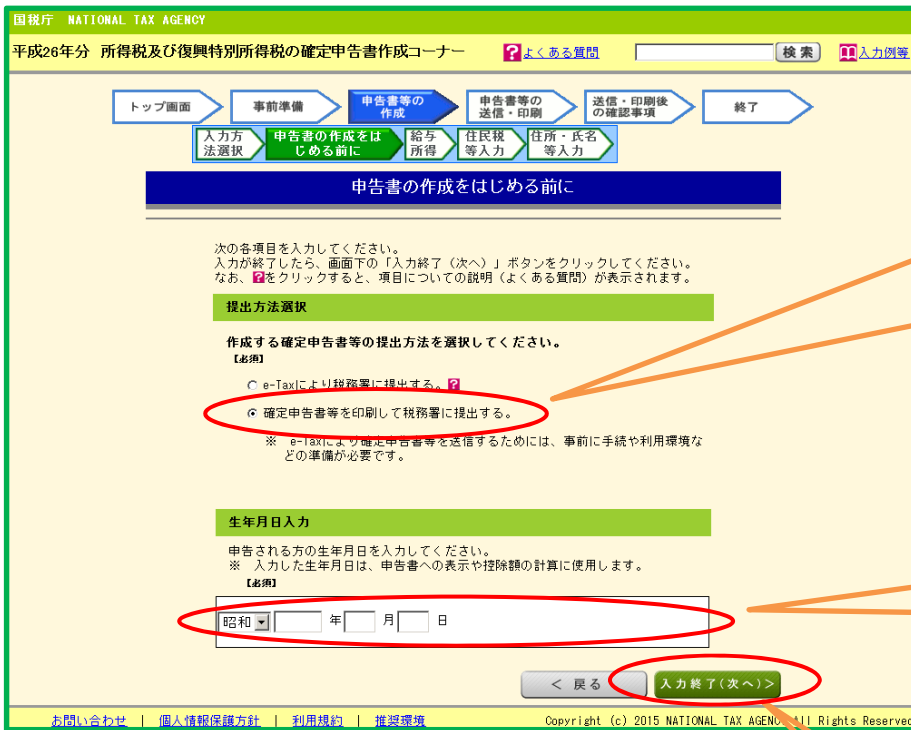 国税庁 NATIONAL TAX AGENCY
平成26年分 所得税及び復興特別所得税の確定申告書作成コーナー ?よくある質問 検索 入力例等
トップ画面 事前準備 申告書等の作成 申告書等の送信・印刷 送信・印刷後の確認事項 終了
入力方法選択 申告書の作成をはじめる前に 給与所得 住民税等入力 住所・氏名等入力
申告書の作成をはじめる前に
次の各項目を入力してください。
入力が終了したら、画面下の「入力終了(次へ)」ボタンをクリックしてください。
なお、?をクリックすると、項目についての説明(よくある質問)が表示されます。
提出方法選択
作成する確定申告書等の提出方法を選択してください。
【必須】
e-Taxにより税務署に提出する。?
確定申告書等を印刷して税務署に提出する。
※ e-Taxにより確定申告書等を送信するためには、事前に手続や利用環境な
どの準備が必要です。
生年月日入力
申告される方の生年月日を入力してください。
※ 入力した生年月日は、申告書への表示や控除額の計算に使用します。
【必須】
昭和 年 月 日
< 戻る 入力終了(次へ)>
お問い合わせ | 個人情報保護方針 | 利用規約 | 推奨環境 Copyright (c) 2015 NATIONAL TAX AGENCY All Rights Reserved